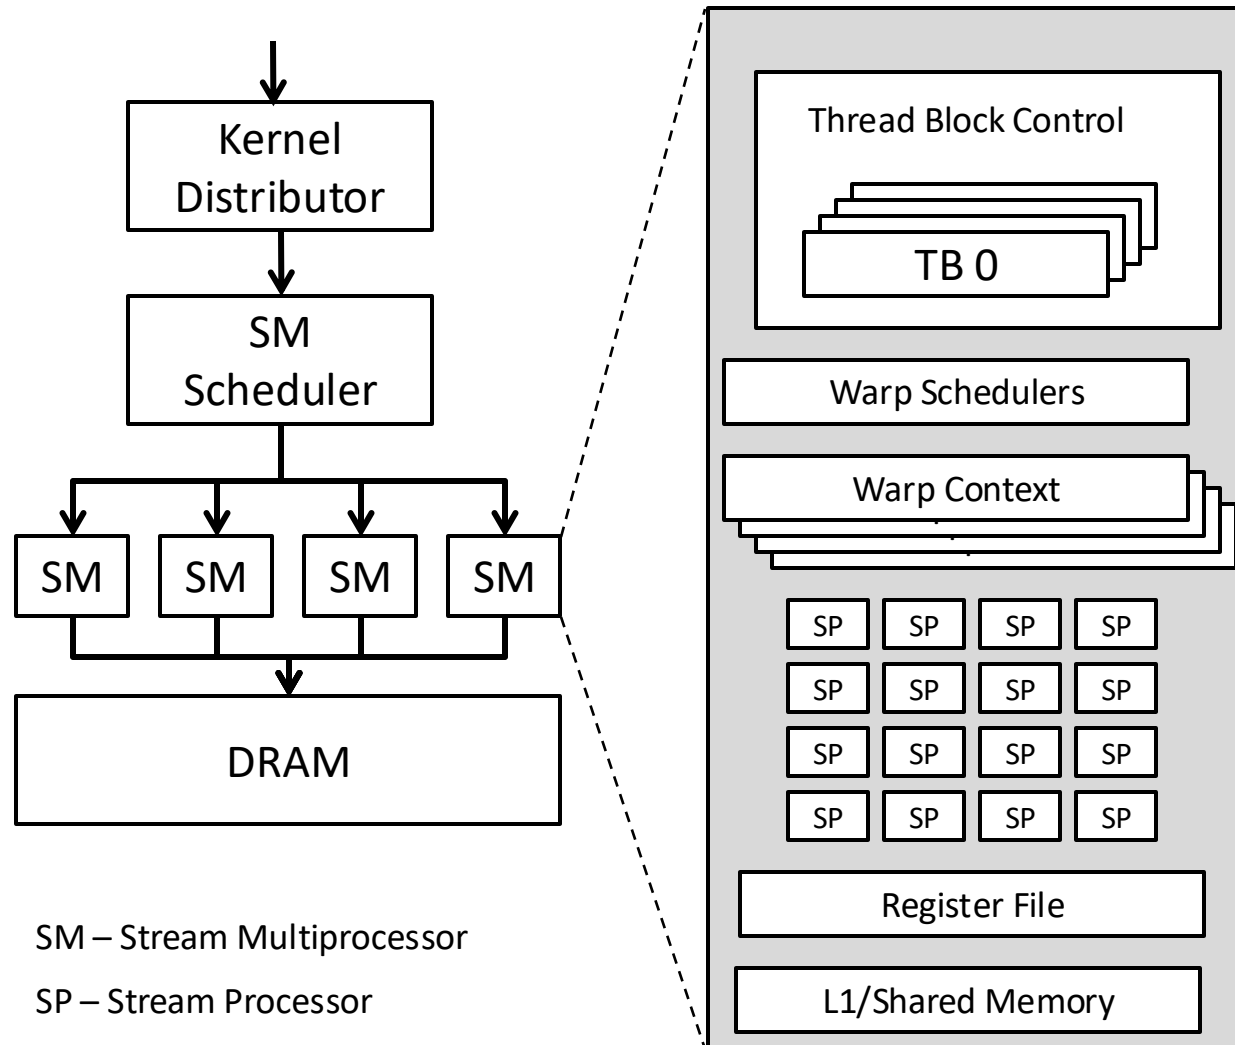 Kernel
Distributor
SM
Scheduler
SM SM SM SM
DRAM
SM – Stream Multiprocessor
SP – Stream Processor
Thread Block Control
TB 0
Warp Schedulers
Warp Context
SP SP SP SP
SP SP SP SP
SP SP SP SP
SP SP SP SP
Register File
L1/Shared Memory